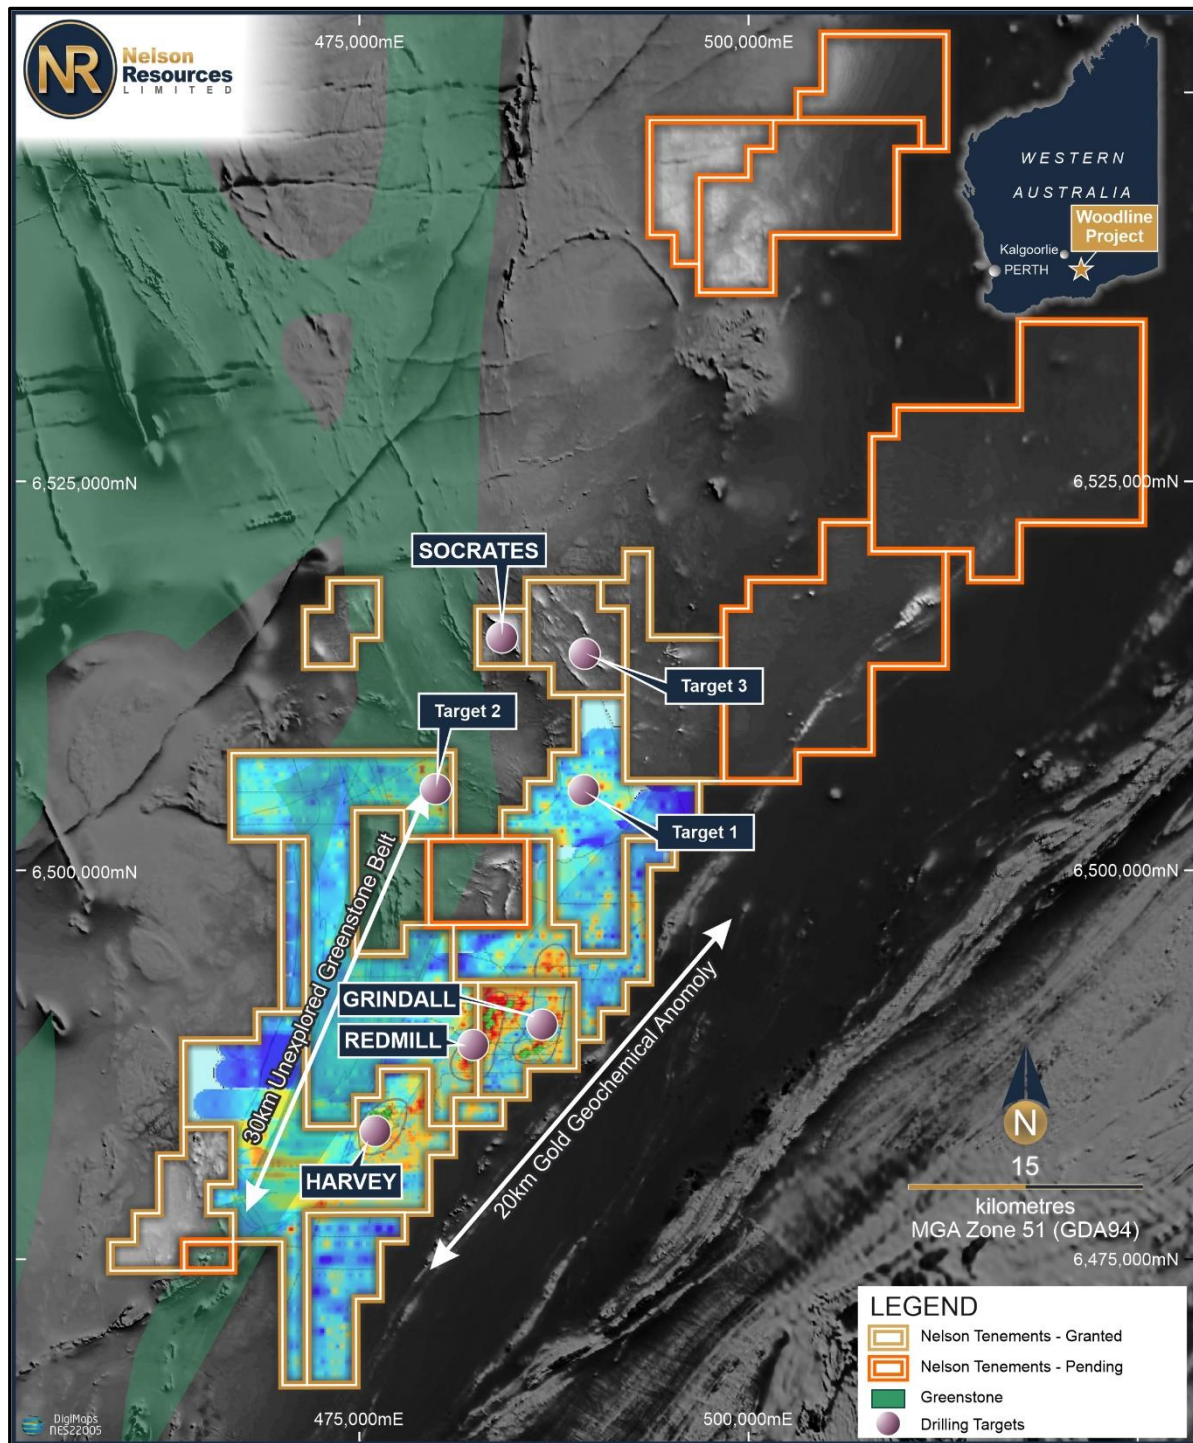 475,000mE
500,000mE
NR
Nelson
Resources
LIMITED
WESTERN
AUSTRALIA
Woodline
Project
Kalgoorlie
PERTH
6,525,000mN
6,525,000mN
SOCRATES
Target 3
Target 2
Target 1
6,500,000mN
6,500,000mN
30km Unexplored Greenstone Belt
GRINDALL
REDMILL
20km Gold Geochemical Anomoly
HARVEY
N
15
kilometres
MGA Zone 51 (GDA94)
6,475,000mN
LEGEND
Nelson Tenements - Granted
Nelson Tenements - Pending
Greenstone
Drilling Targets
DigiMaps
NES22005
475,000mE
500,000mE